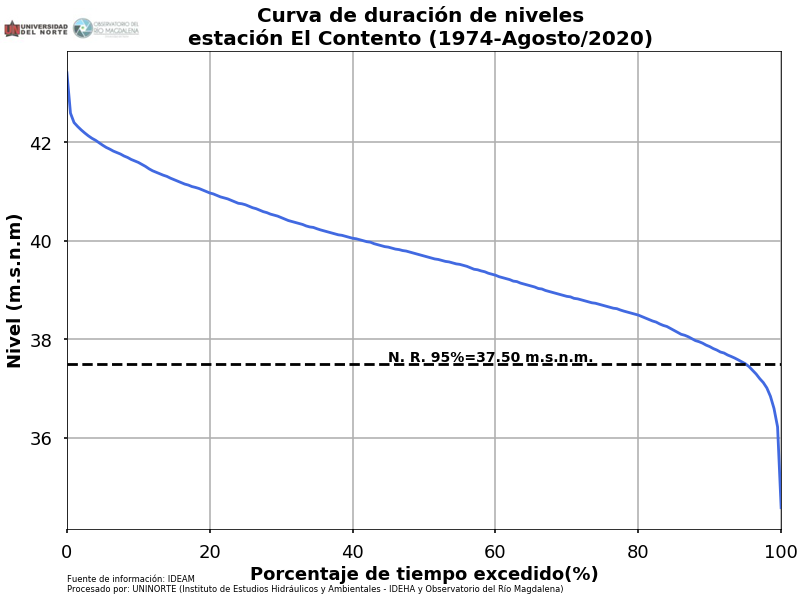 UNIVERSIDAD
DEL NORTE
OBSERVATORIO DEL
RÍO MAGDALENA
Curva de duración de niveles
estación El Contento (1974-Agosto/2020)
Nivel (m.s.n.m)
42
40
38
36
N. R. 95%=37.50 m.s.n.m.
0 20 40 60 80 100
Porcentaje de tiempo excedido(%)
Fuente de información: IDEAM
Procesado por: UNINORTE (Instituto de Estudios Hidráulicos y Ambientales - IDEHA y Observatorio del Río Magdalena)